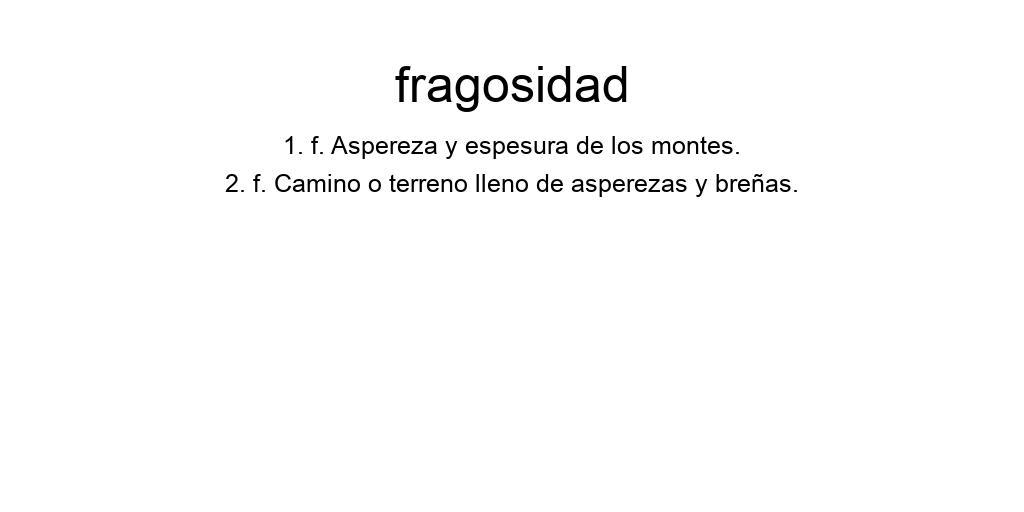 fragosidad
1. f. Aspereza y espesura de los montes.
2. f. Camino o terreno lleno de asperezas y breñas.